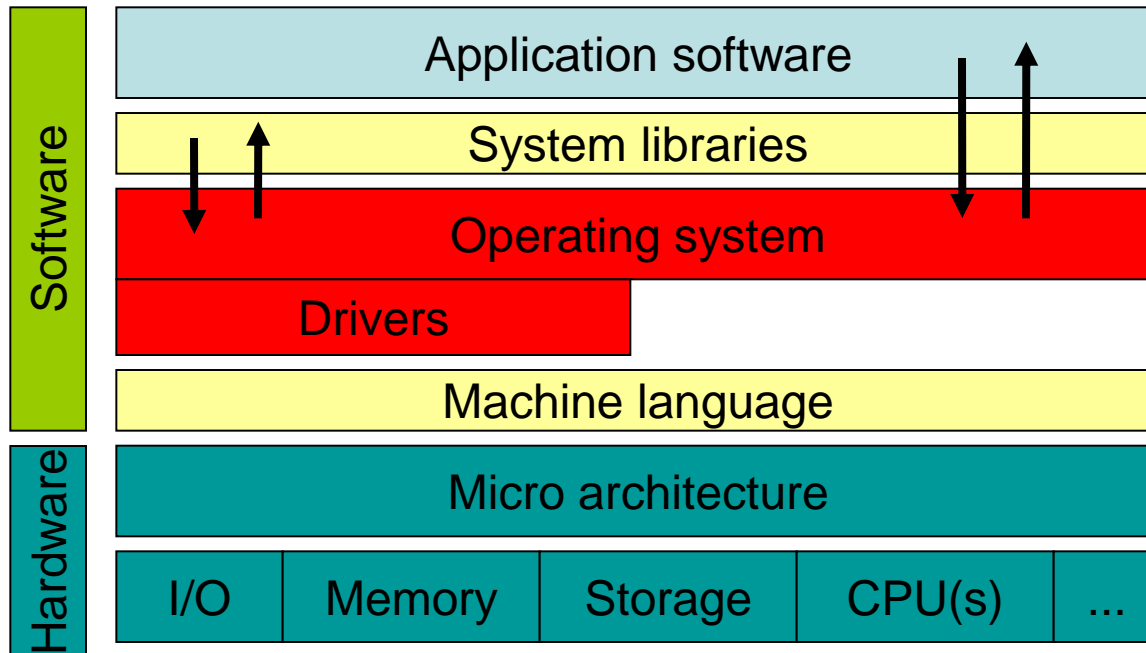 Software
Application software
System libraries
Operating system
Drivers
Machine language
Hardware
Micro architecture
I/O
Memory
Storage
CPU(s)
...